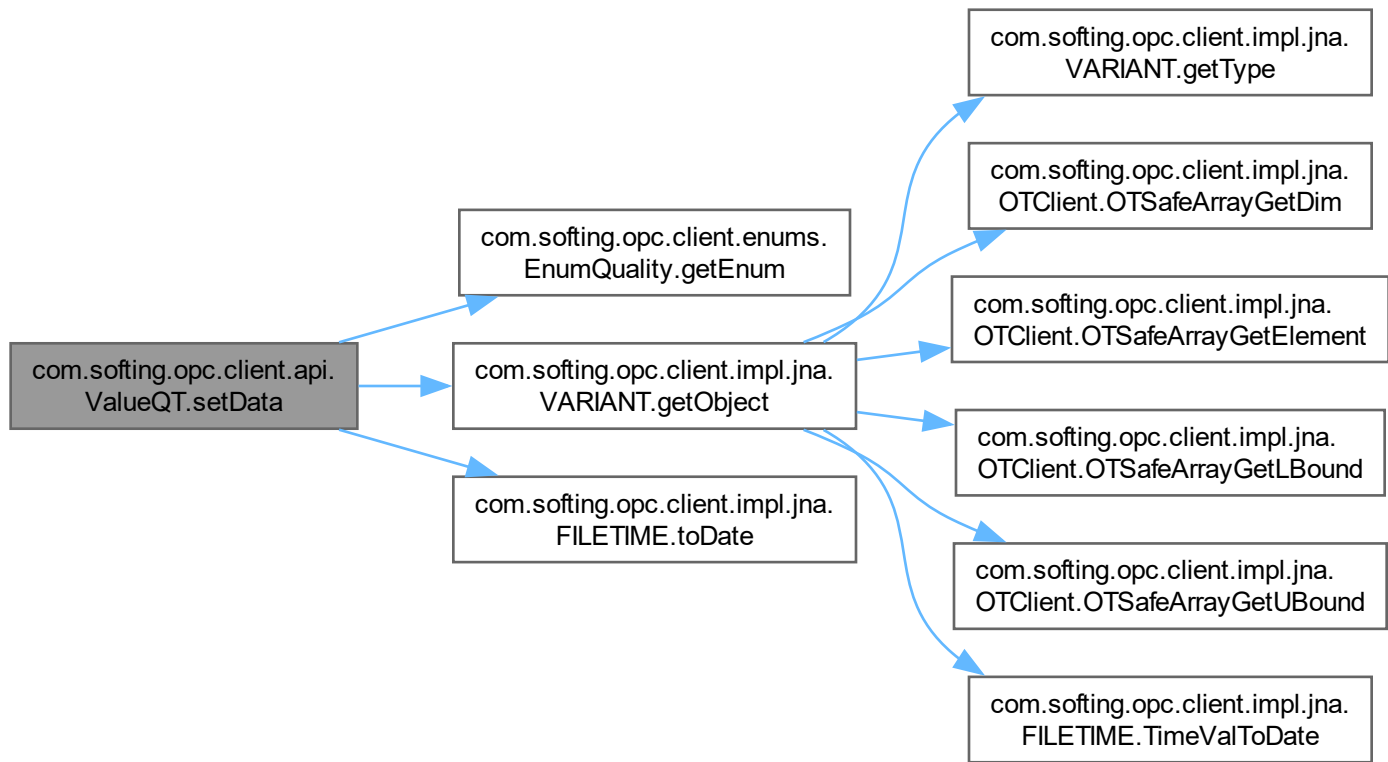 com.softing.opc.client.api.
ValueQT.setData
com.softing.opc.client.enums.
EnumQuality.getEnum
com.softing.opc.client.impl.jna.
VARIANT.getObject
com.softing.opc.client.impl.jna.
FILETIME.toDate
com.softing.opc.client.impl.jna.
VARIANT.getType
com.softing.opc.client.impl.jna.
OTClient.OTSafeArrayGetDim
com.softing.opc.client.impl.jna.
OTClient.OTSafeArrayGetElement
com.softing.opc.client.impl.jna.
OTClient.OTSafeArrayGetLBound
com.softing.opc.client.impl.jna.
OTClient.OTSafeArrayGetUBound
com.softing.opc.client.impl.jna.
FILETIME.TimeValToDate